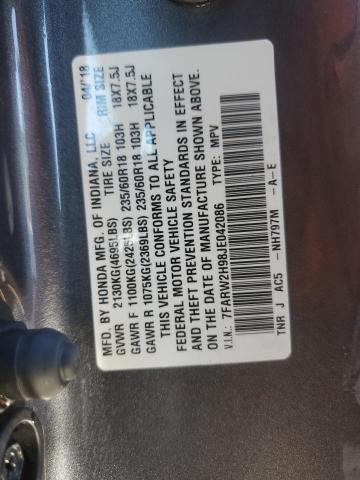 MFD. BY HONDA MFG. OF INDIANA, LLC 04/18
TIRE SIZE RIM SIZE
GVWR 2130KG(4695LBS)
GAWR F 1100KG(2425LBS) 235/60R18 103H 18X7.5J
GAWR R 1075KG(2369LBS) 235/60R18 103H 18X7.5J
THIS VEHICLE CONFORMS TO ALL APPLICABLE
FEDERAL MOTOR VEHICLE SAFETY
AND THEFT PREVENTION STANDARDS IN EFFECT
ON THE DATE OF MANUFACTURE SHOWN ABOVE.
V.I.N.: 7FARW2H98JE042086 TYPE: MPV
TNR J AC5 -NH797M -A-E